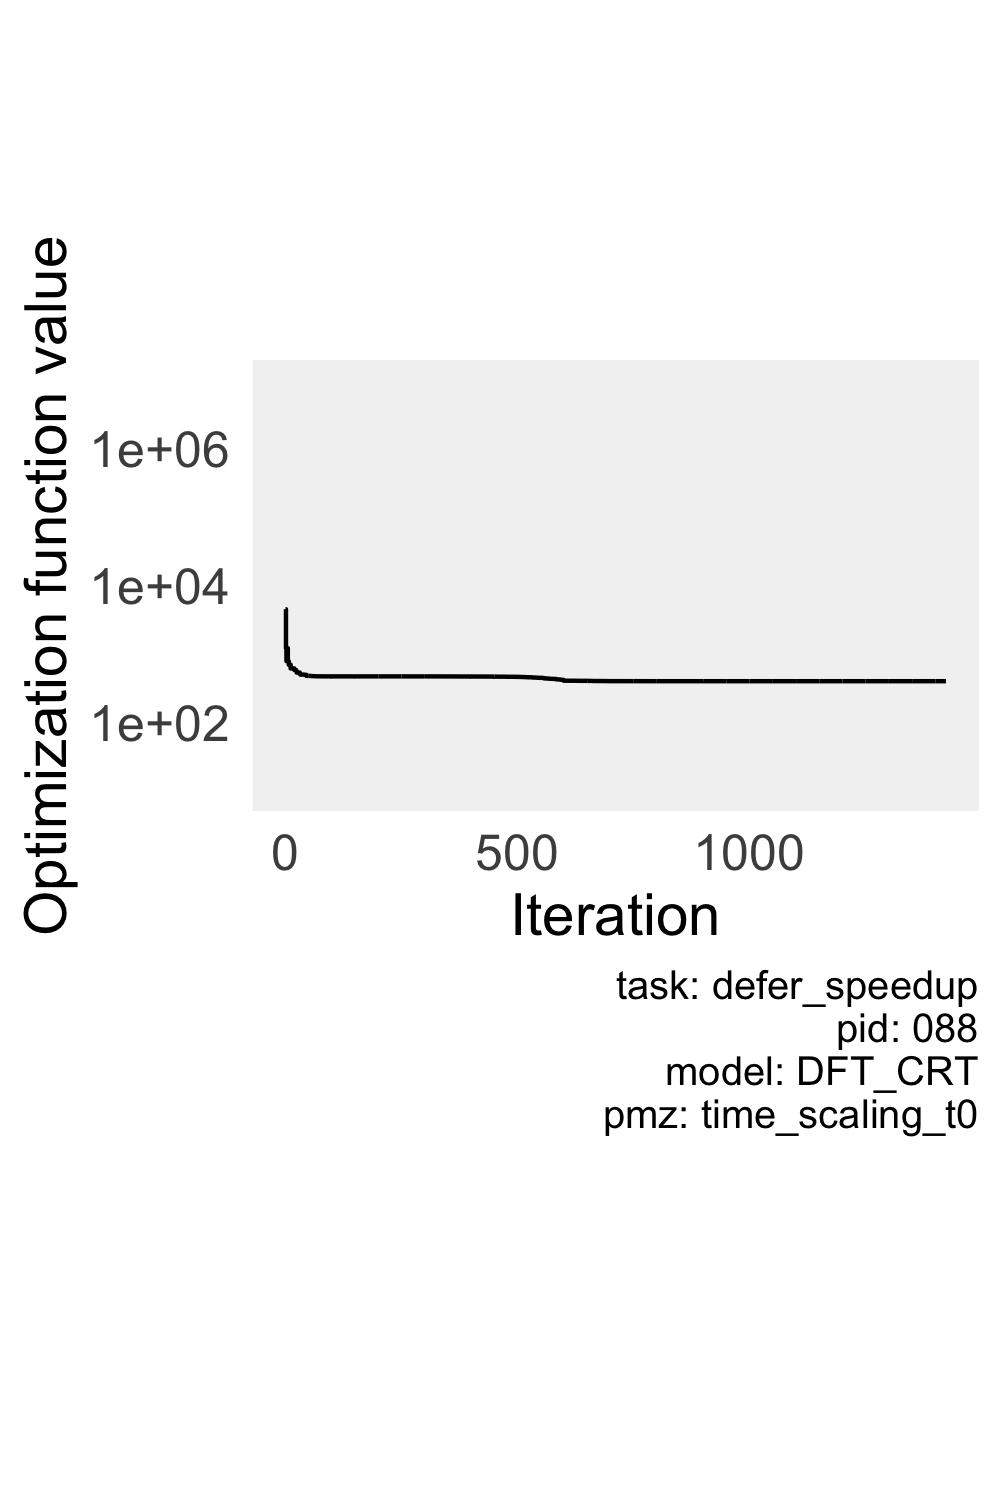 Optimization function value
1e+06
1e+04
1e+02
0 500 1000
Iteration
task: defer_speedup
pid: 088
model: DFT_CRT
pmz: time_scaling_t0